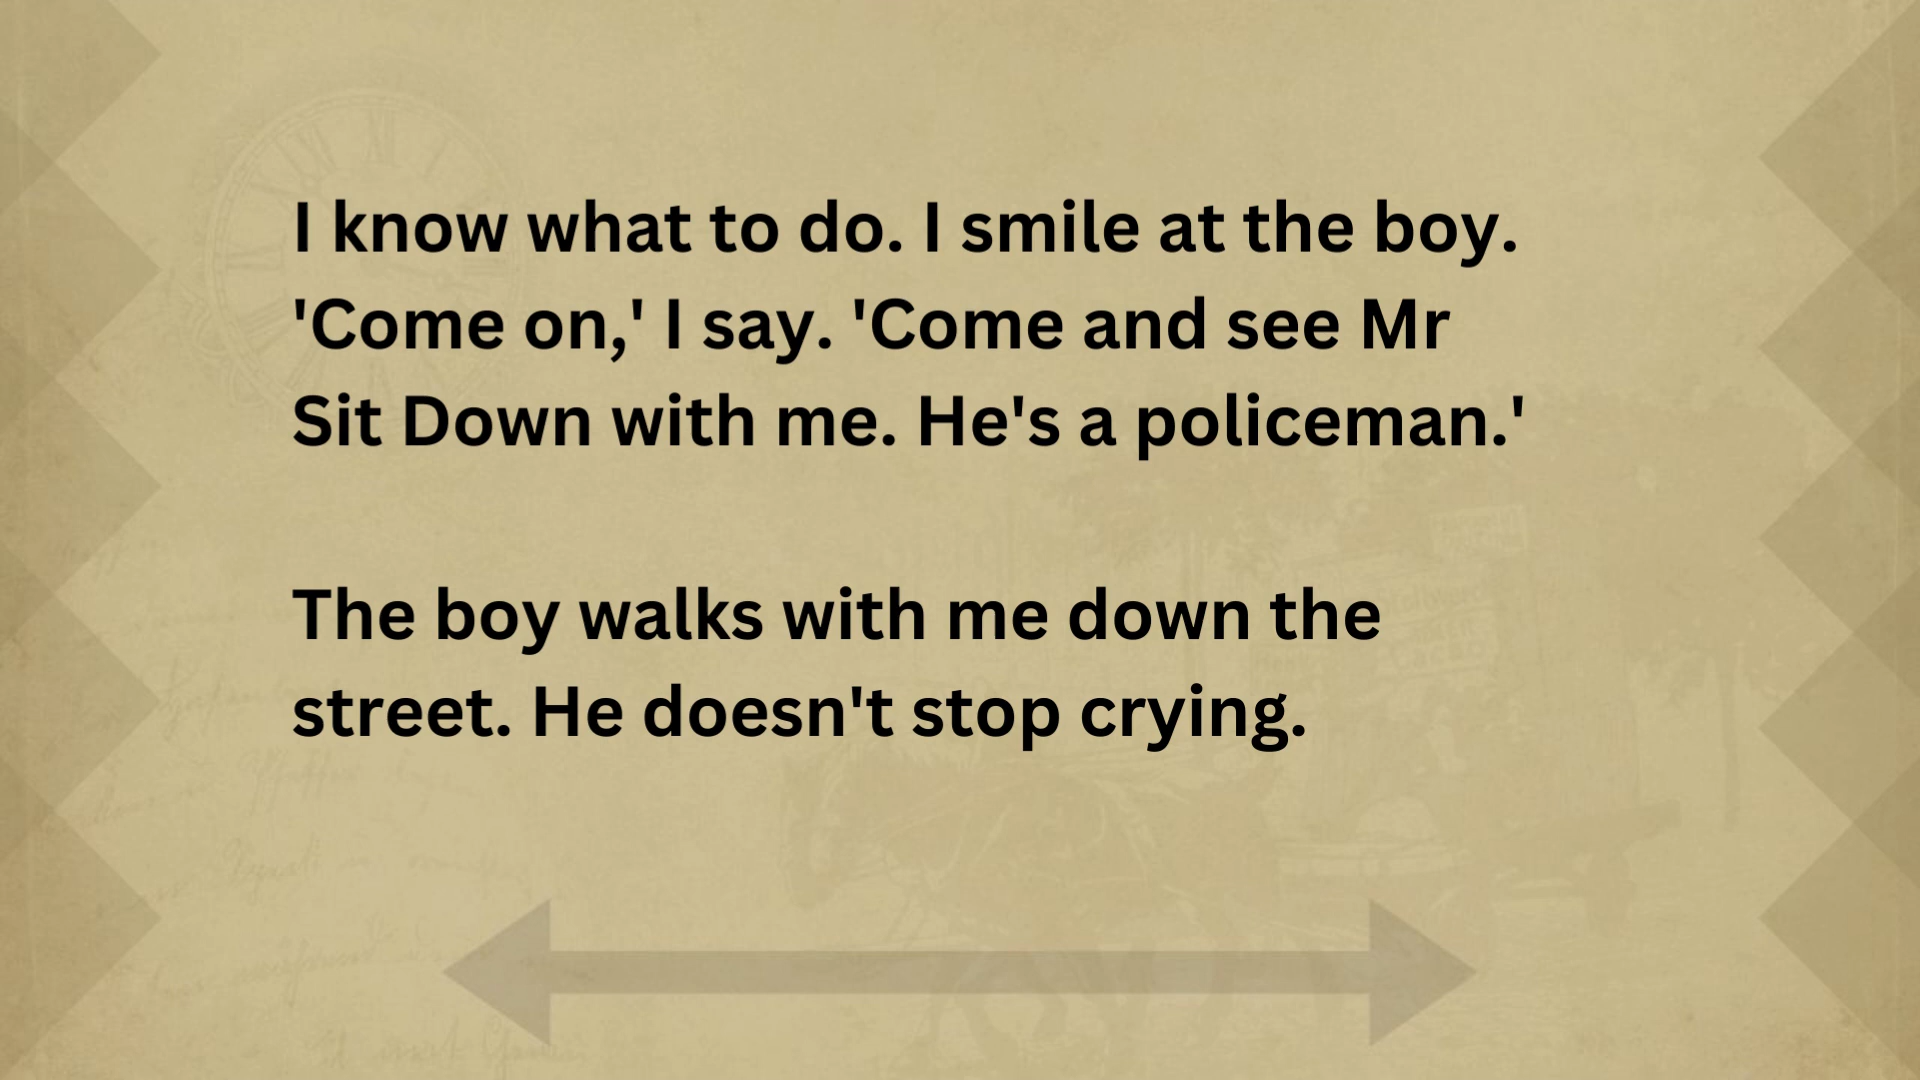 I know what to do. I smile at the boy.
'Come on,' I say. 'Come and see Mr
Sit Down with me. He's a policeman.'
The boy walks with me down the
street. He doesn't stop crying.